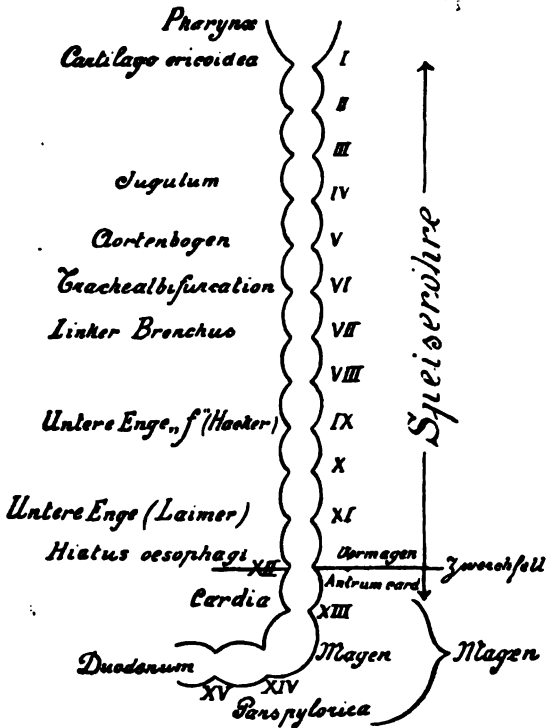 Pharynx
Cartilago cricoidea I
II
III
Jugulum IV
Aortenbogen V
Trachealbifurcation VI
Linker Bronchus VII
VIII
Untere Enge „f" (Hacker) IX
X
Untere Enge (Laimer) XI
Hiatus oesophagi XII Vormagen Zwerchfell
Antrum card
Cardia XIII
Speiseröhre
Duodenum Magen Magen
XV XIV
Pars pylorica